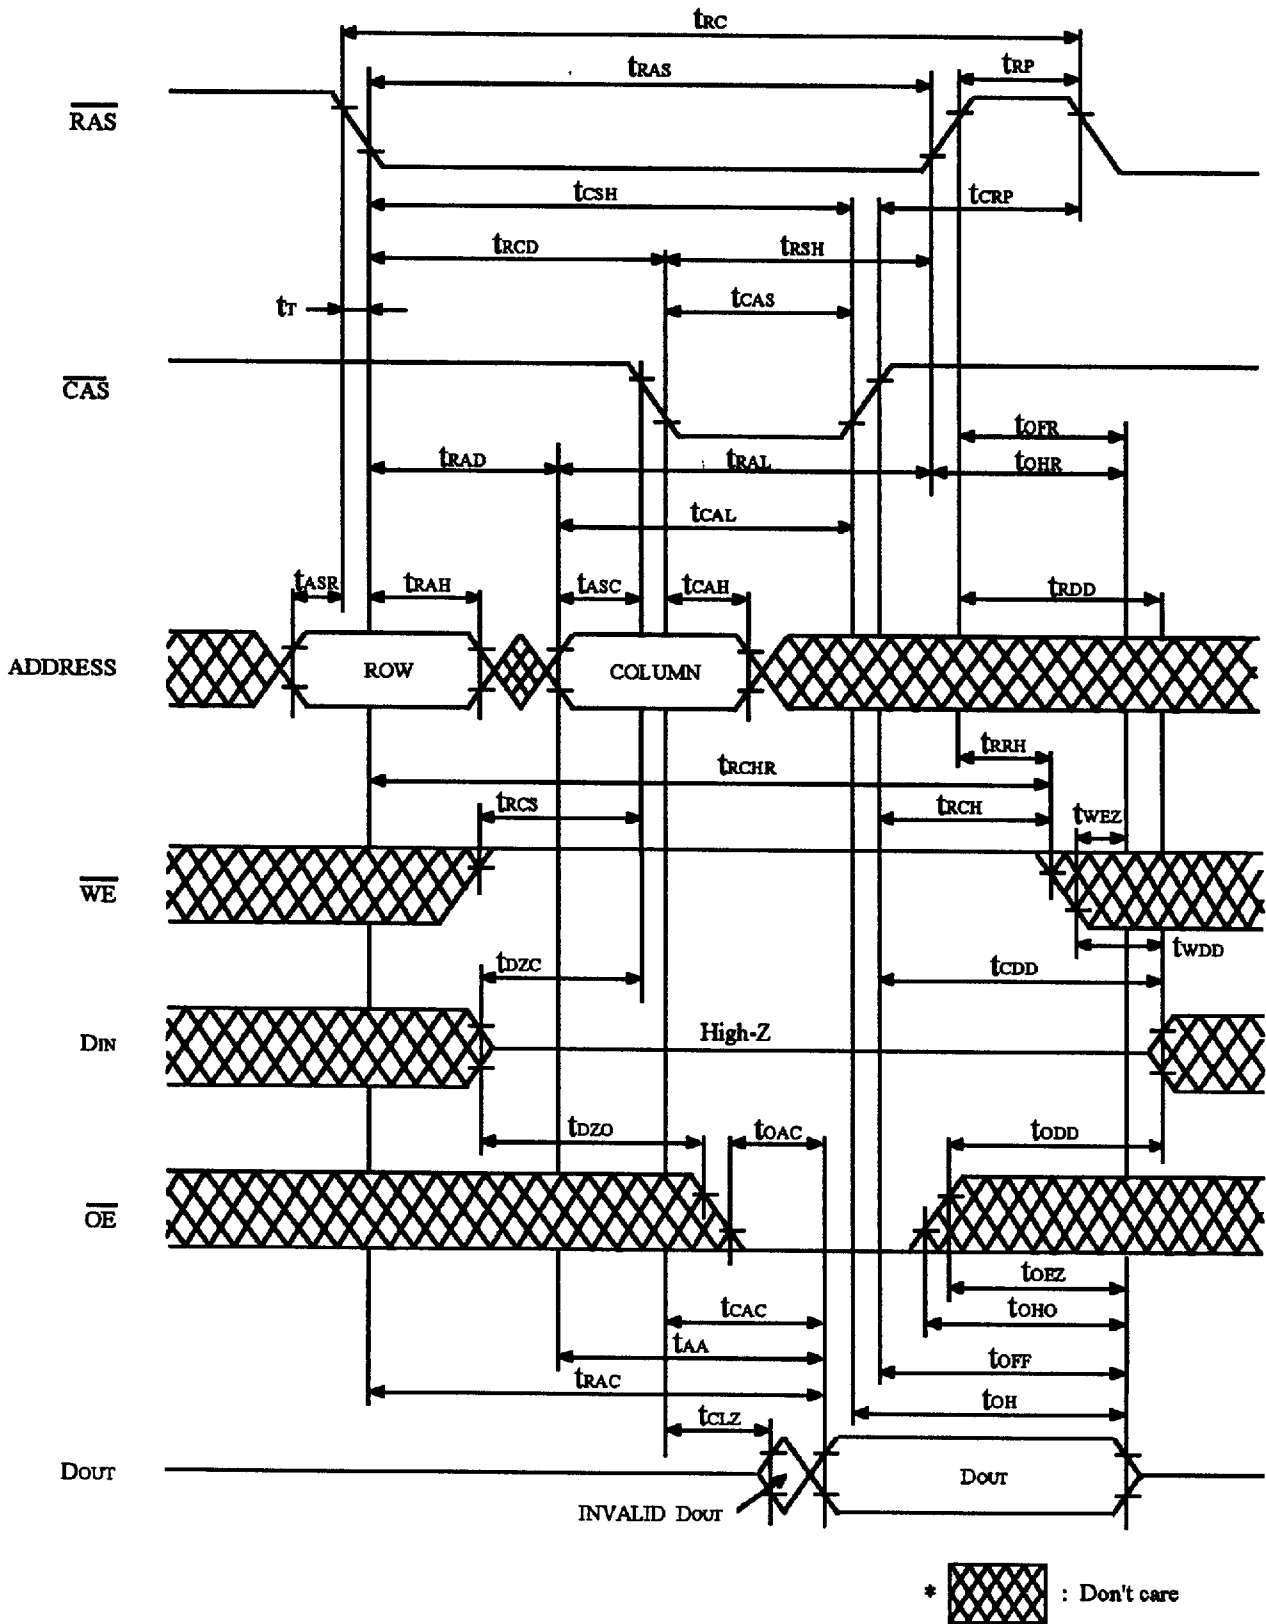 tRC
tRAS
tRP
RAS
tCSH
tCRP
tRCD
tRSH
tT
tCAS
CAS
tOFR
tRAD
tRAL
tOHR
tCAL
tASR
tRAH
tASC
tCAH
tRDD
ADDRESS
ROW
COLUMN
tRRH
tRCHR
tRCS
tRCH
tWEZ
WE
tWDD
tDZC
tCDD
DIN
High-Z
tDZO
tOAC
tODD
OE
tOEZ
tCAC
tOHO
tAA
tOFF
tRAC
tOH
tCLZ
DOUT
DOUT
INVALID DOUT
* : Don't care